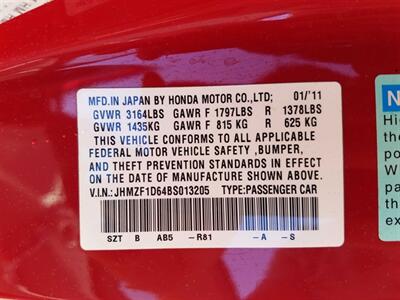 MFD.IN JAPAN BY HONDA MOTOR CO.,LTD; 01/'11
GVWR 3164LBS GAWR F 1797LBS R 1378LBS
GVWR 1435KG GAWR F 815 KG R 625 KG
THIS VEHICLE CONFORMS TO ALL APPLICABLE
FEDERAL MOTOR VEHICLE SAFETY ,BUMPER,
AND THEFT PREVENTION STANDARDS IN EFFECT
ON THE DATE OF MANUFACTURE SHOWN ABOVE.
V.I.N.:JHMZF1D64BS013205 TYPE:PASSENGER CAR
SZT B AB5 -R81 -A -S
N
Hi
W